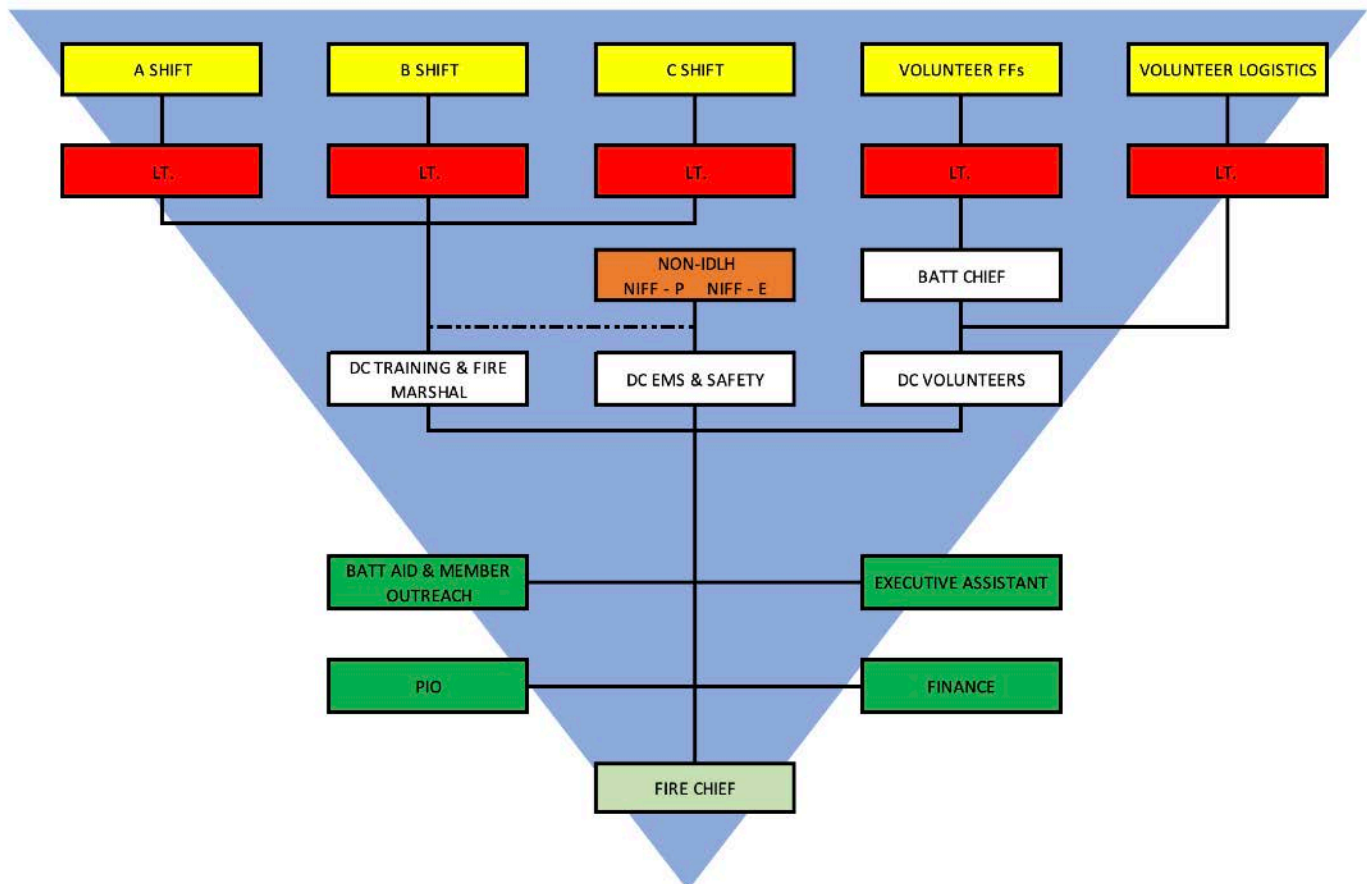 A SHIFT
B SHIFT
C SHIFT
VOLUNTEER FFs
VOLUNTEER LOGISTICS
LT.
LT.
LT.
LT.
LT.
NON-IDLH
NIFF - P NIFF - E
BATT CHIEF
DC TRAINING & FIRE
MARSHAL
DC EMS & SAFETY
DC VOLUNTEERS
BATT AID & MEMBER
OUTREACH
EXECUTIVE ASSISTANT
PIO
FINANCE
FIRE CHIEF